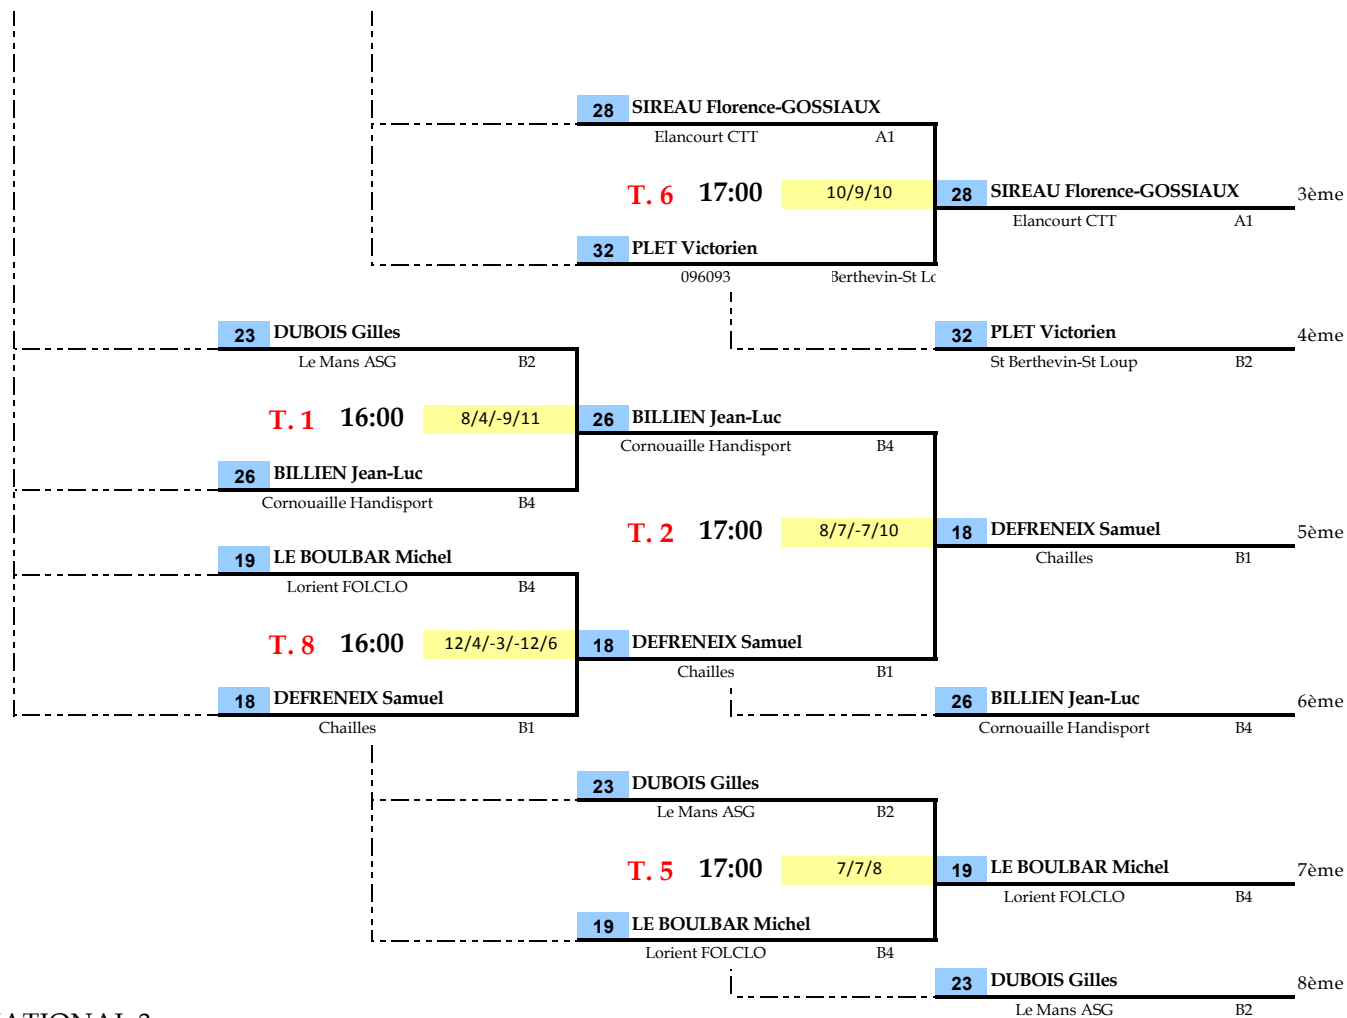 28 SIREAU Florence-GOSSIAUX
Elancourt CTT A1
T. 6 17:00 10/9/10 28 SIREAU Florence-GOSSIAUX 3ème
Elancourt CTT A1
32 PLET Victorien
096093 Berthevin-St Lo
23 DUBOIS Gilles 32 PLET Victorien 4ème
Le Mans ASG B2 St Berthevin-St Loup B2
T. 1 16:00 8/4/-9/11 26 BILLIEN Jean-Luc
Cornouaille Handisport B4
26 BILLIEN Jean-Luc
Cornouaille Handisport B4
T. 2 17:00 8/7/-7/10 18 DEFRENEIX Samuel 5ème
Chailles B1
19 LE BOULBAR Michel
Lorient FOLCLO B4
T. 8 16:00 12/4/-3/-12/6 18 DEFRENEIX Samuel
Chailles B1
18 DEFRENEIX Samuel 26 BILLIEN Jean-Luc 6ème
Chailles B1 Cornouaille Handisport B4
23 DUBOIS Gilles
Le Mans ASG B2
T. 5 17:00 7/7/8 19 LE BOULBAR Michel 7ème
Lorient FOLCLO B4
19 LE BOULBAR Michel
Lorient FOLCLO B4
23 DUBOIS Gilles 8ème
Le Mans ASG B2